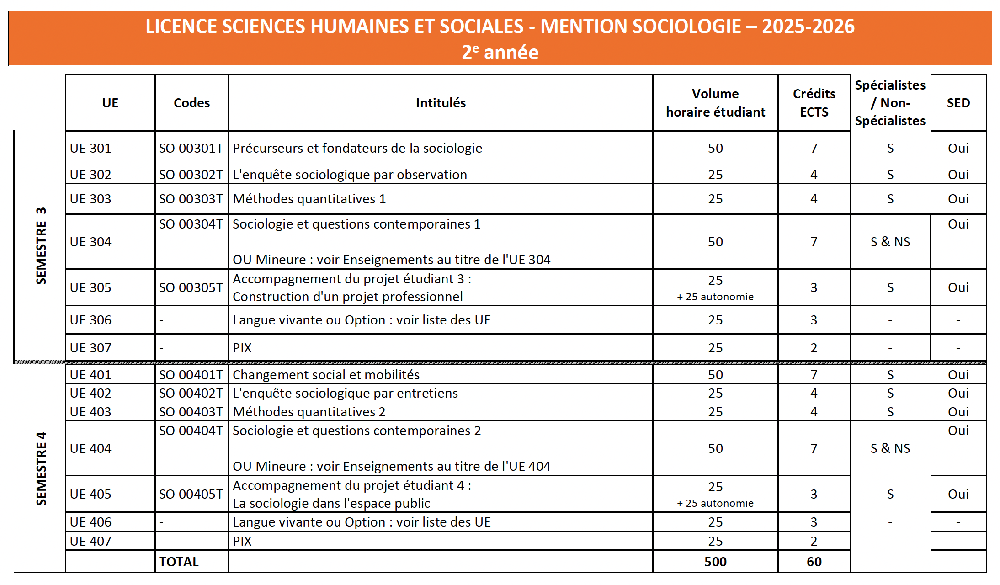 LICENCE SCIENCES HUMAINES ET SOCIALES - MENTION SOCIOLOGIE – 2025-2026
2e année
UE Codes Intitulés Volume horaire étudiant Crédits ECTS Spécialistes / Non-Spécialistes SED
SEMESTRE 3
UE 301 SO 00301T Précurseurs et fondateurs de la sociologie 50 7 S Oui
UE 302 SO 00302T L'enquête sociologique par observation 25 4 S Oui
UE 303 SO 00303T Méthodes quantitatives 1 25 4 S Oui
SO 00304T Sociologie et questions contemporaines 1 Oui
UE 304 50 7 S & NS
OU Mineure : voir Enseignements au titre de l'UE 304
Accompagnement du projet étudiant 3 : 25
UE 305 SO 00305T 3 S Oui
Construction d'un projet professionnel + 25 autonomie
UE 306 - Langue vivante ou Option : voir liste des UE 25 3 - -
UE 307 - PIX 25 2 - -
SEMESTRE 4
UE 401 SO 00401T Changement social et mobilités 50 7 S Oui
UE 402 SO 00402T L'enquête sociologique par entretiens 25 4 S Oui
UE 403 SO 00403T Méthodes quantitatives 2 25 4 S Oui
SO 00404T Sociologie et questions contemporaines 2 Oui
UE 404 50 7 S & NS
OU Mineure : voir Enseignements au titre de l'UE 404
Accompagnement du projet étudiant 4 : 25
UE 405 SO 00405T 3 S Oui
La sociologie dans l'espace public + 25 autonomie
UE 406 - Langue vivante ou Option : voir liste des UE 25 3 - -
UE 407 - PIX 25 2 - -
TOTAL 500 60